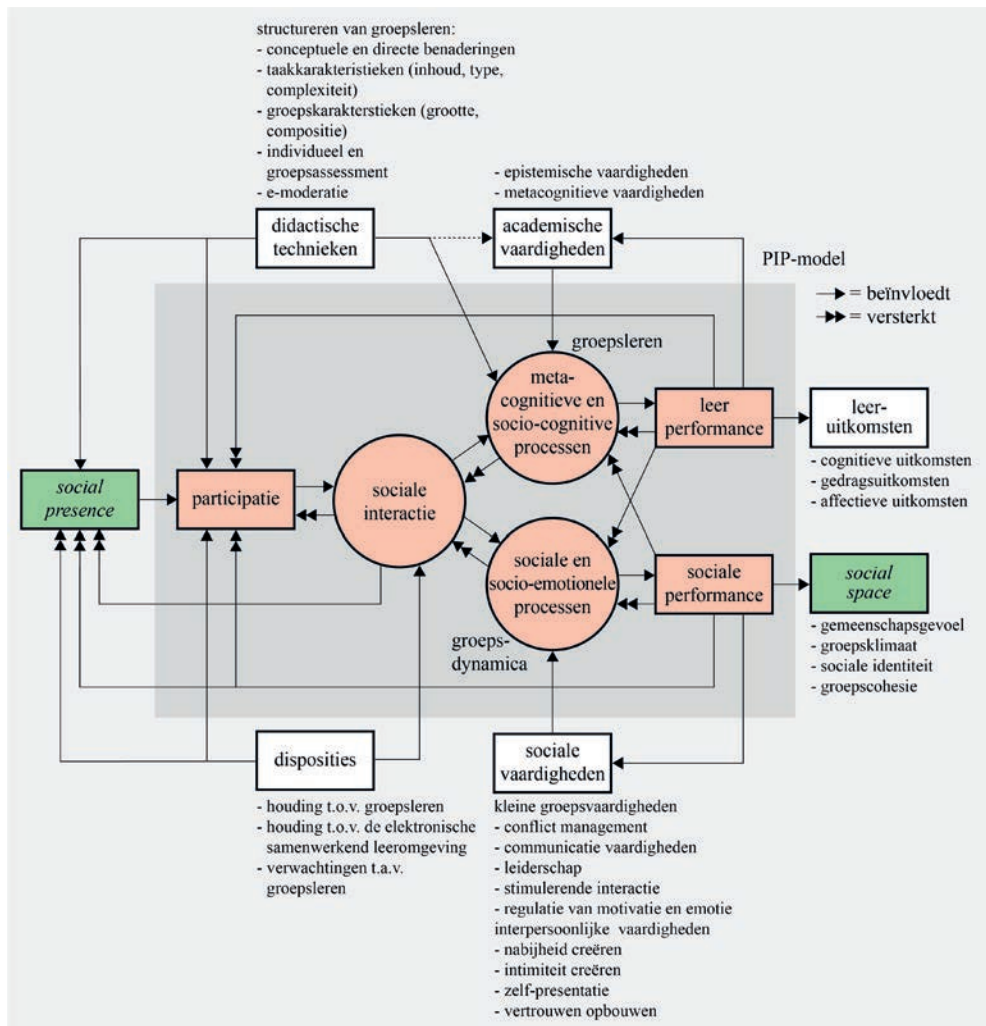 structureren van groepsleren:
- conceptuele en directe benaderingen
- taakkarakteristieken (inhoud, type,
complexiteit)
- groepskarakterstieken (grootte,
compositie)
- individueel en
groepsassessment
- e-moderatie
- epistemische vaardigheden
- metacognitieve vaardigheden
didactische
technieken
academische
vaardigheden
PIP-model
= beïnvloedt
= versterkt
groepsleren
meta-
cognitieve en
socio-cognitive
processen
leer
performance
leer-
uitkomsten
- cognitieve uitkomsten
- gedragsuitkomsten
- affectieve uitkomsten
social
presence
participatie
sociale
interactie
sociale en
socio-emotionele
processen
sociale
performance
social
space
- gemeenschapsgevoel
- groepsklimaat
- sociale identiteit
- groepscohesie
groeps-
dynamica
disposities
- houding t.o.v. groepsleren
- houding t.o.v. de elektronische
samenwerkend leeromgeving
- verwachtingen t.a.v.
groepsleren
sociale
vaardigheden
kleine groepsvaardigheden
- conflict management
- communicatie vaardigheden
- leiderschap
- stimulerende interactie
- regulatie van motivatie en emotie
interpersoonlijke vaardigheden
- nabijheid creëren
- intimiteit creëren
- zelf-presentatie
- vertrouwen opbouwen